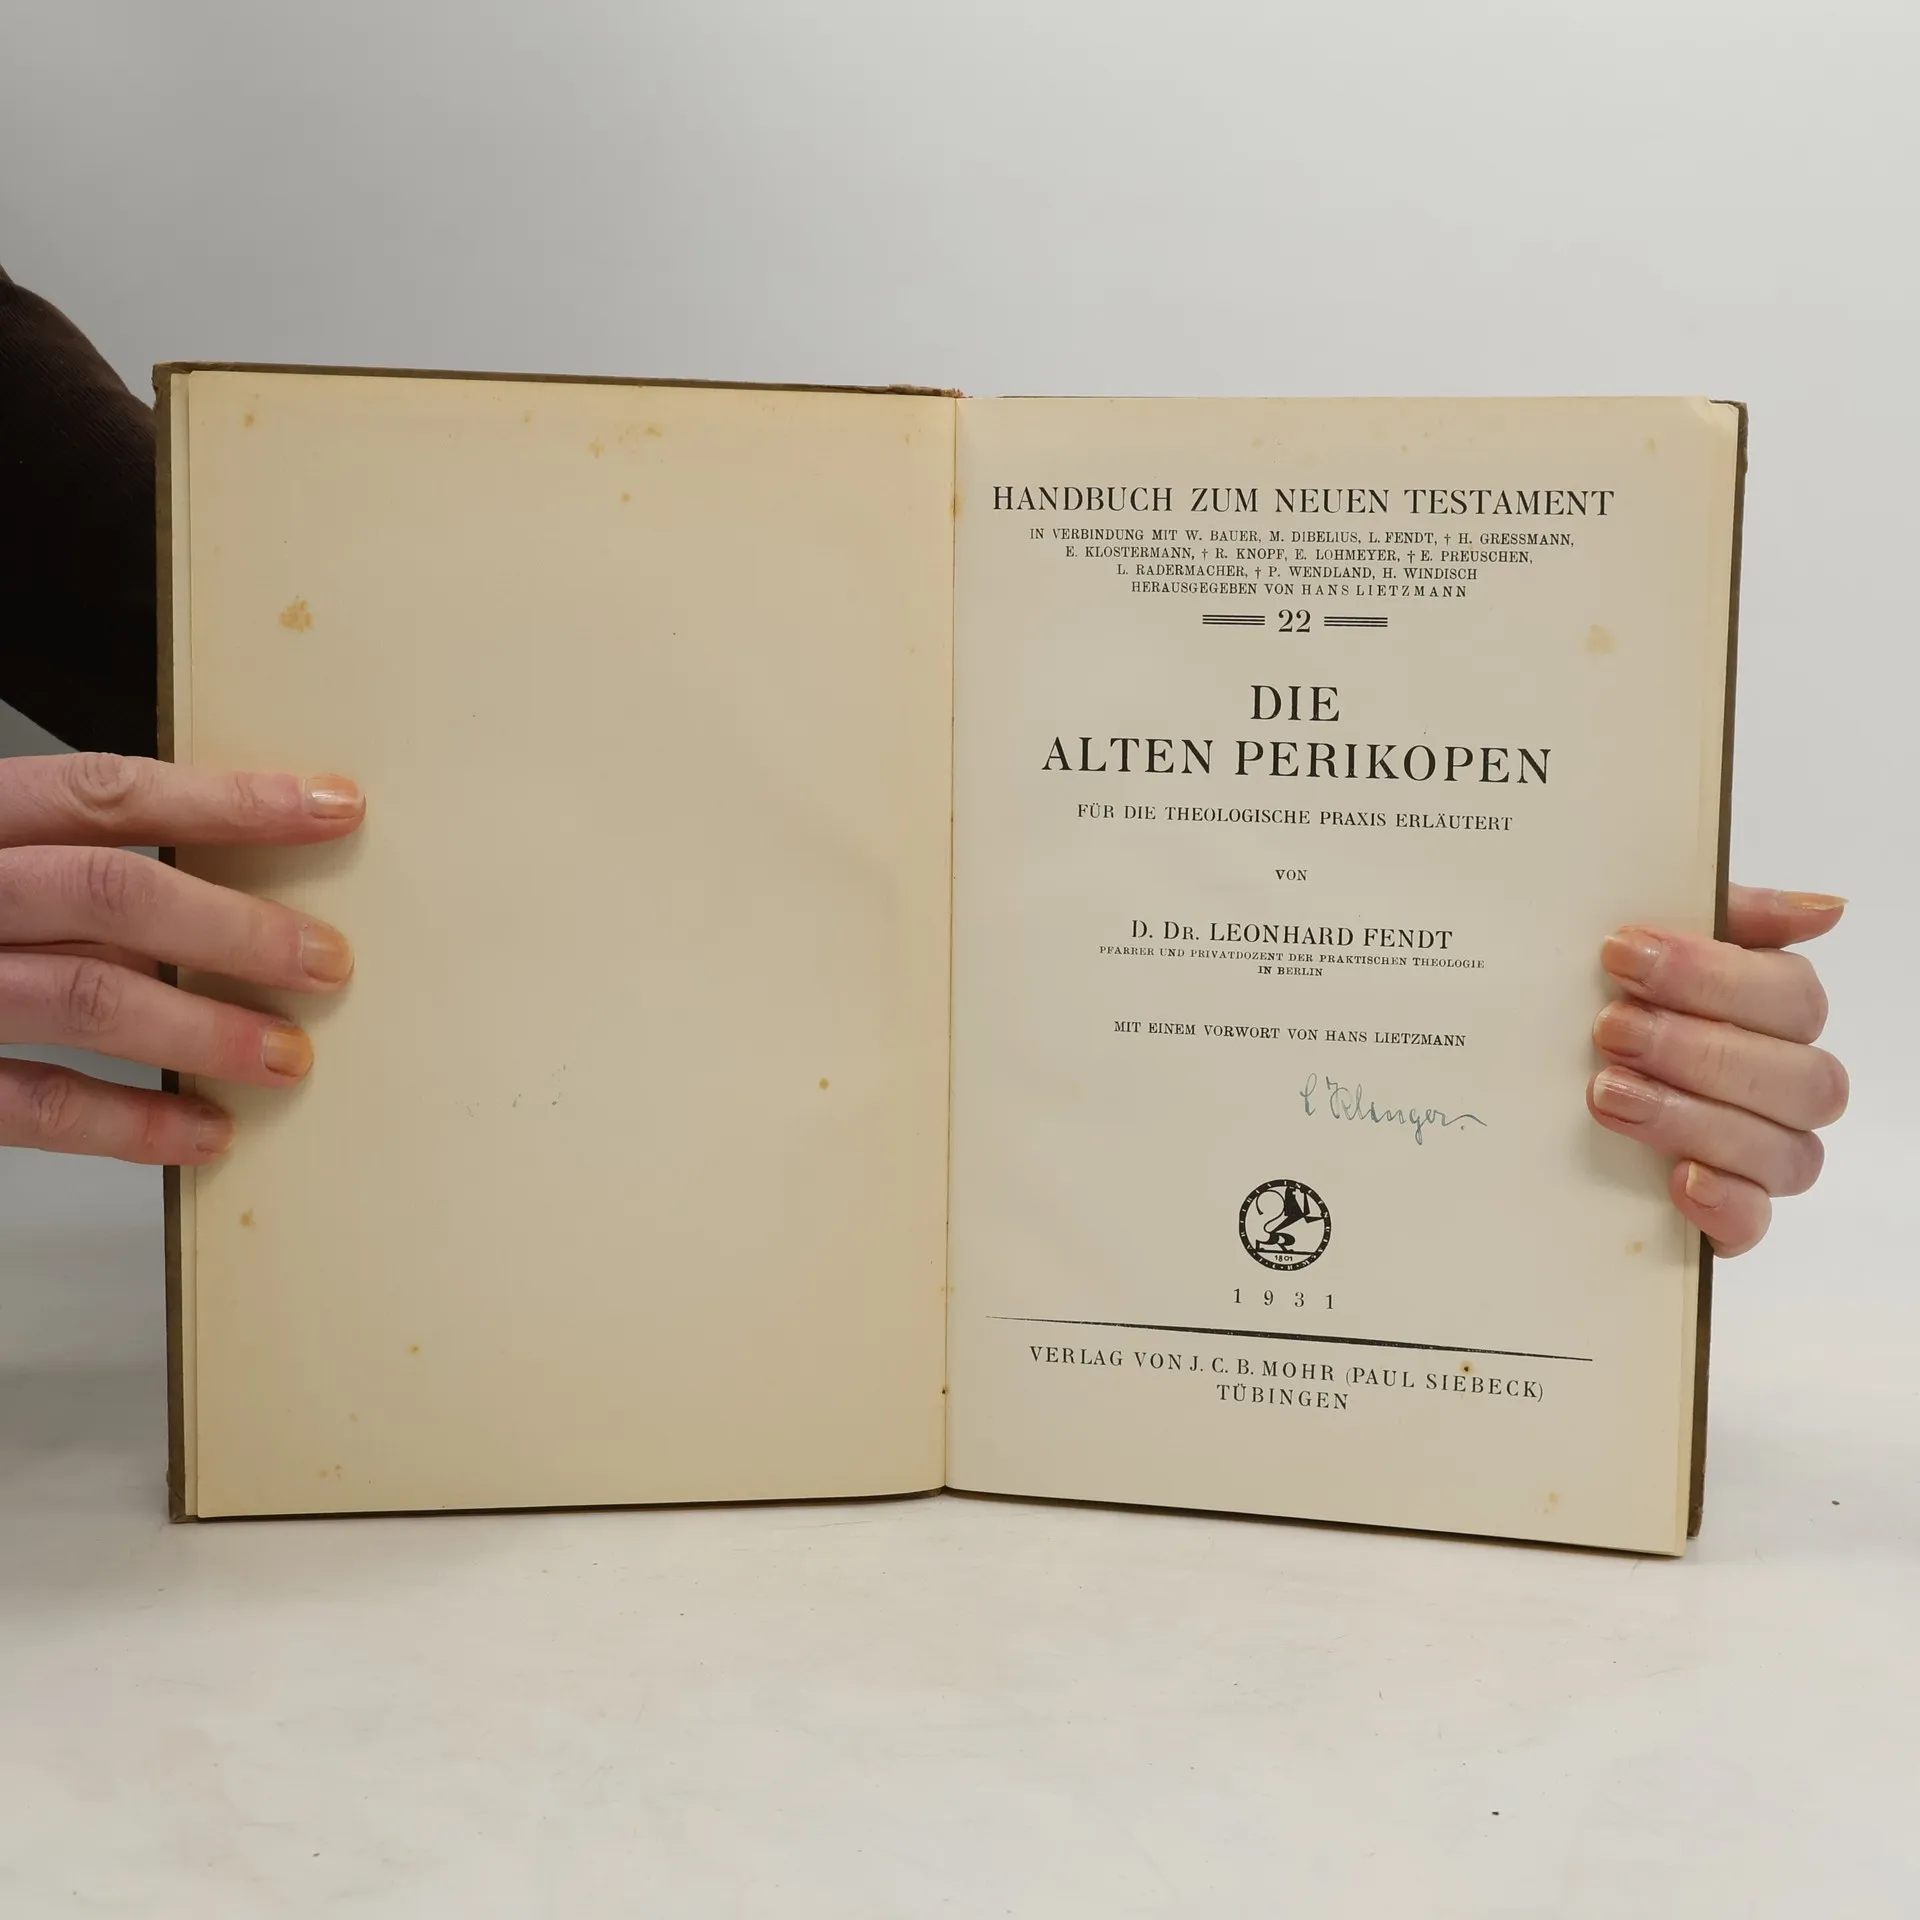 HANDBUCH ZUM NEUEN TESTAMENT
IN VERBINDUNG MIT W. BAUER, M. DIBELIUS, L. FENDT, † H. GRESSMANN,
E. KLOSTERMANN, † R. KNOPF, E. LOHMEYER, † E. PREUSCHEN,
L. RADERMACHER, † P. WENDLAND, H. WINDISCH
HERAUSGEGEBEN VON HANS LIETZMANN
22
DIE
ALTEN PERIKOPEN
FÜR DIE THEOLOGISCHE PRAXIS ERLÄUTERT
VON
D. DR. LEONHARD FENDT
PFARRER UND PRIVATDOZENT DER PRAKTISCHEN THEOLOGIE
IN BERLIN
MIT EINEM VORWORT VON HANS LIETZMANN
Klinger
1801
1931
VERLAG VON J. C. B. MOHR (PAUL SIEBECK)
TÜBINGEN